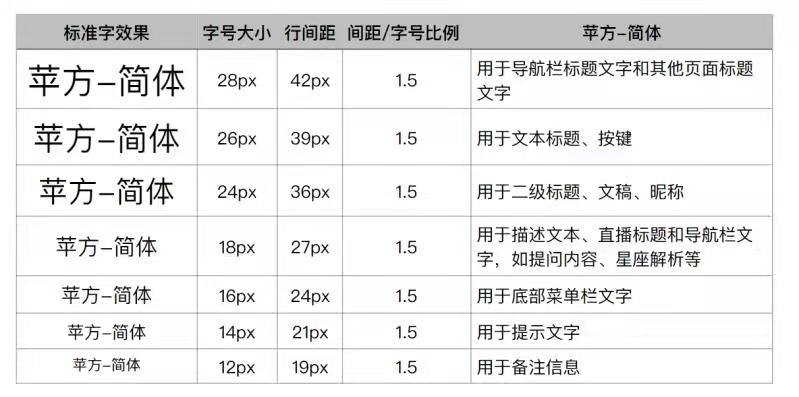 标准字效果 字号大小 行间距 间距/字号比例 苹方-简体
苹方-简体 28px 42px 1.5 用于导航栏标题文字和其他页面标题
文字
苹方-简体 26px 39px 1.5 用于文本标题、按键
苹方-简体 24px 36px 1.5 用于二级标题、文稿、昵称
苹方-简体 18px 27px 1.5 用于描述文本、直播标题和导航栏文
字，如提问内容、星座解析等
苹方-简体 16px 24px 1.5 用于底部菜单栏文字
苹方-简体 14px 21px 1.5 用于提示文字
苹方-简体 12px 19px 1.5 用于备注信息